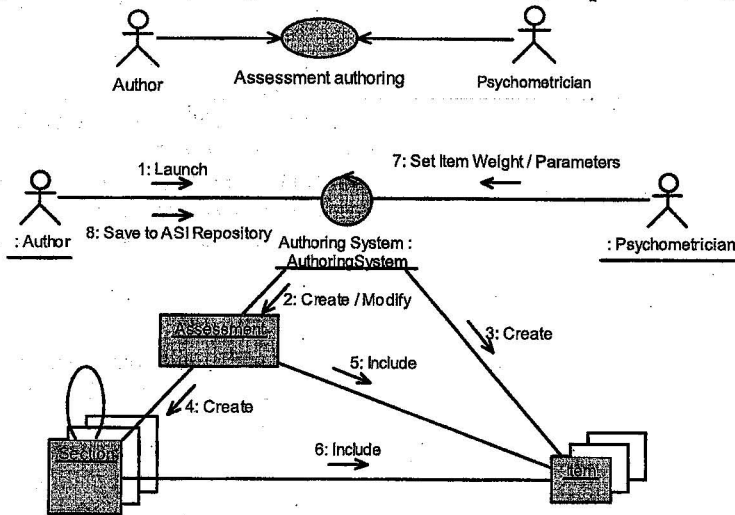 Author
Assessment authoring
Psychometrician
1: Launch
7: Set Item Weight / Parameters
: Author
8: Save to ASI Repository
Authoring System :
AuthoringSystem
: Psychometrician
2: Create / Modify
Assessment
3: Create
5: Include
4: Create
Section
6: Include
Item